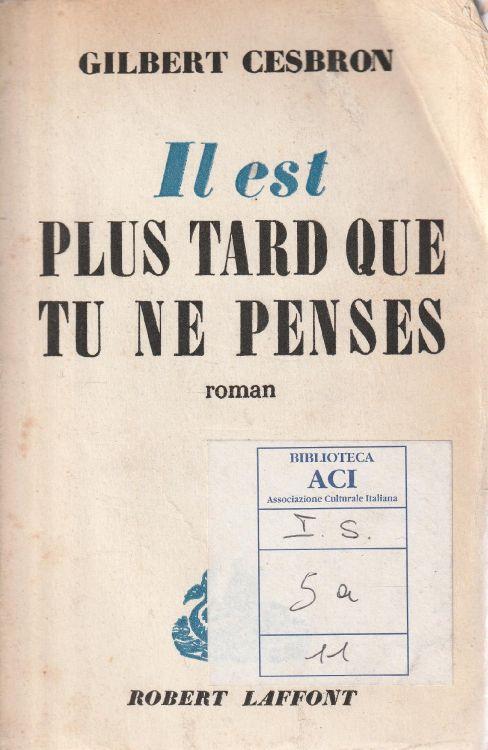 GILBERT CESBRON
Il est
PLUS TARD QUE
TU NE PENSES
roman
BIBLIOTECA
ACI
Associazione Culturale Italiana
I. S.
5 a
11
ROBERT LAFFONT